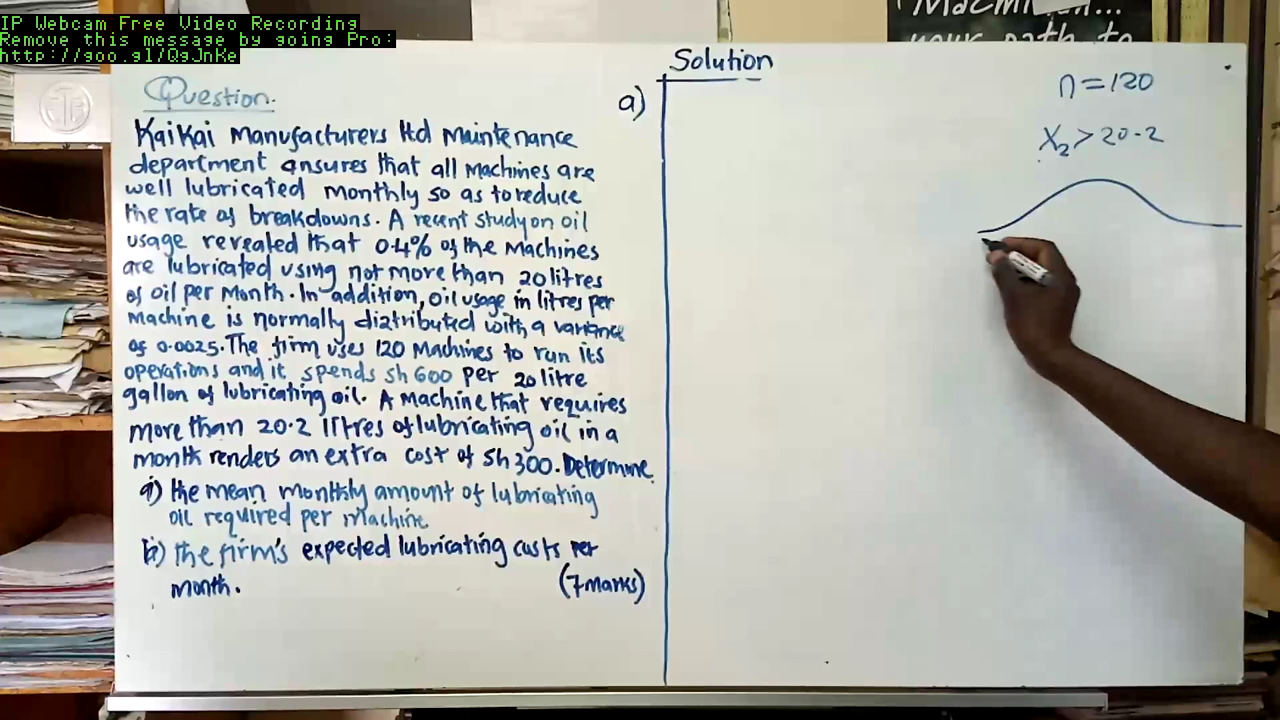 IP Webcam Free Video Recording
Remove this message by going Pro:
http://goo.gl/QgJnKe
Macmillan...
your path to
Question.
KaiKai Manufacturers Ltd Maintenance
department ensures that all Machines are
well lubricated monthly so as to reduce
the rate of breakdowns. A recent study on oil
usage revealed that 0.4% of the Machines
are lubricated using not more than 20 litres
of oil per Month. In addition, oil usage in litres per
Machine is normally distributed with a variance
of 0.0025. The firm uses 120 Machines to run its
operations and it spends Sh 600 per 20 litre
gallon of lubricating oil. A Machine that requires
more than 20.2 litres of lubricating oil in a
month renders an extra cost of Sh 300. Determine
a) the mean monthly amount of lubricating
oil required per machine
b) the firm's expected lubricating costs per
month. (7 marks)
Solution
a)
n = 120
X₂ > 20.2